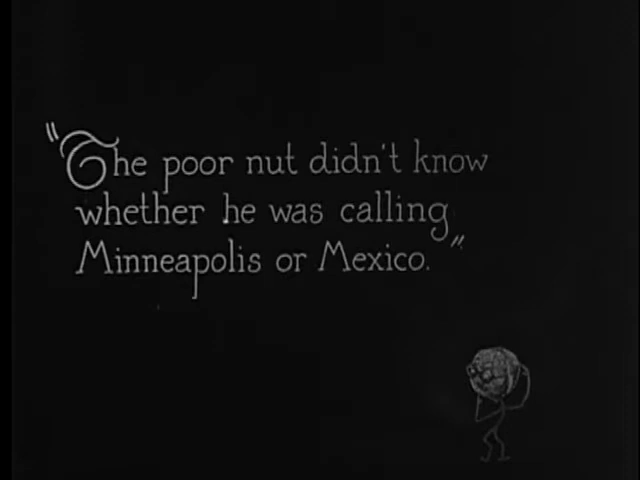 "The poor nut didn't know
whether he was calling
Minneapolis or Mexico."